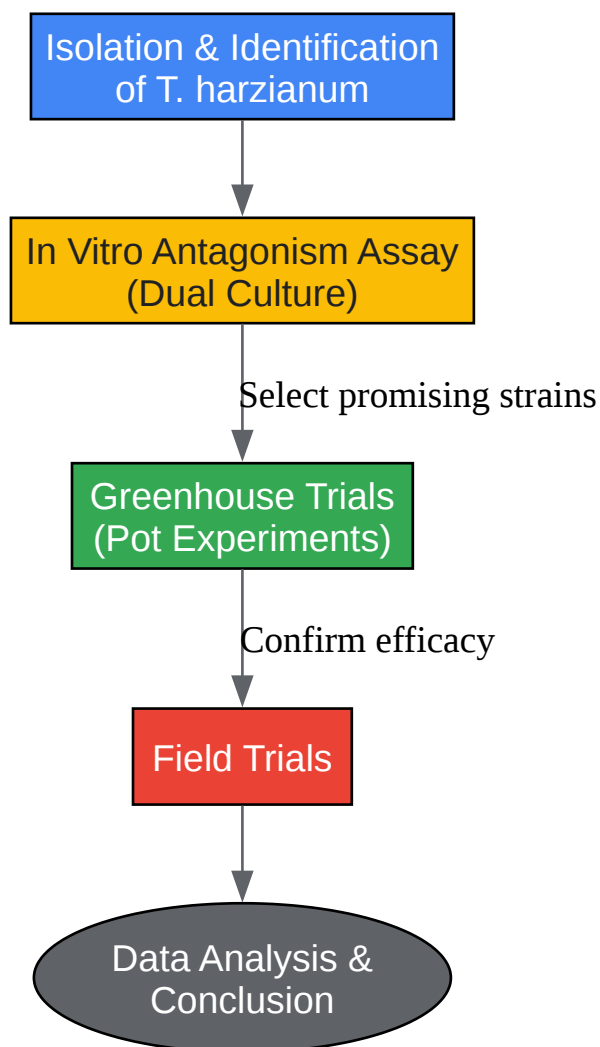 Isolation & Identification
of T. harzianum
In Vitro Antagonism Assay
(Dual Culture)
Select promising strains
Greenhouse Trials
(Pot Experiments)
Confirm efficacy
Field Trials
Data Analysis &
Conclusion